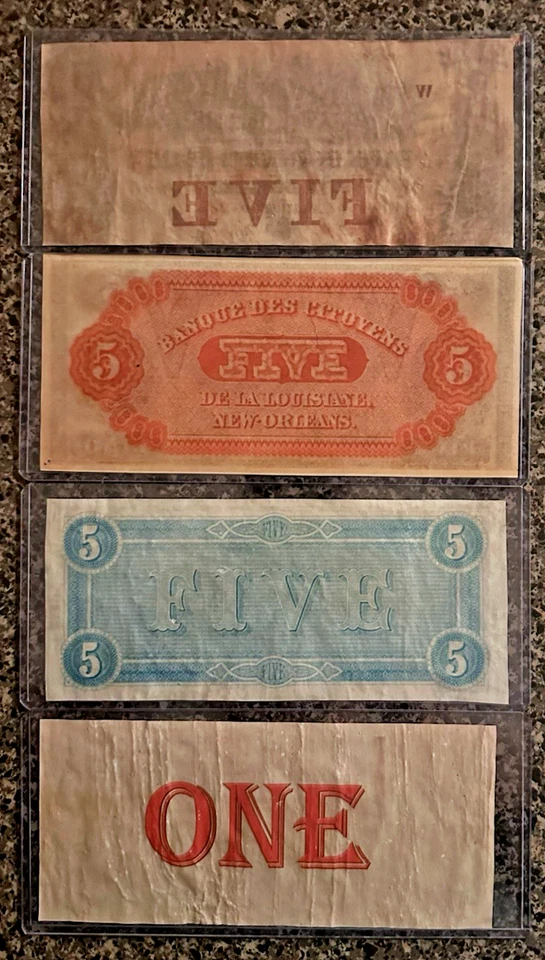 W
FIVE
BANQUE DES CITOYENS
5 FIVE 5
DE LA LOUISIANE.
NEW-ORLEANS.
5 FIVE 5
FIVE
5 FIVE 5
ONE